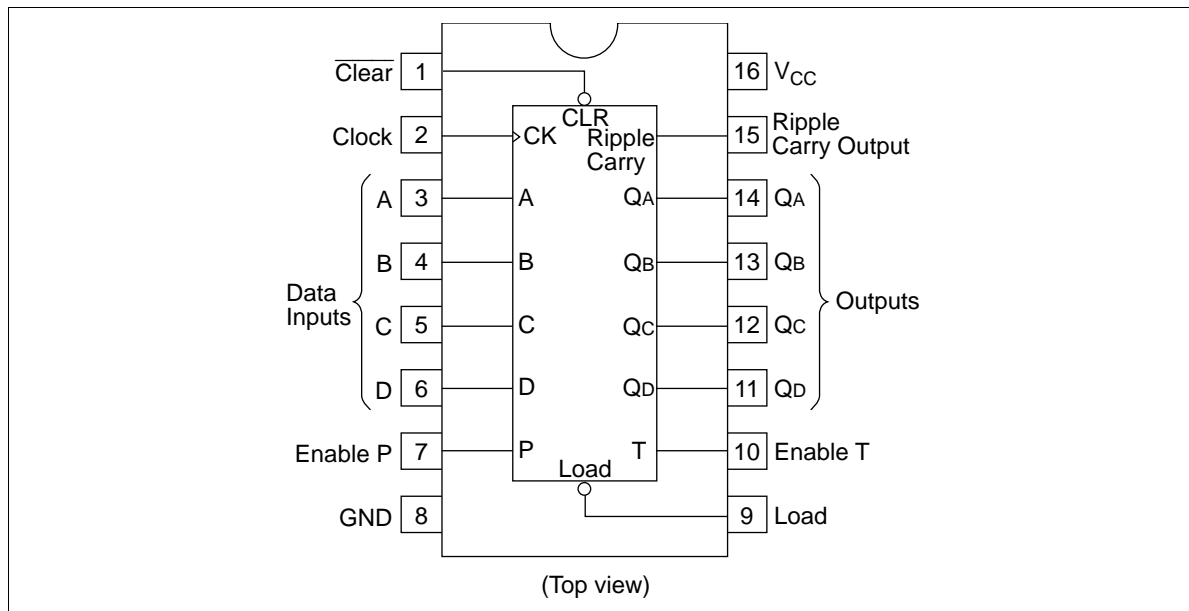 Clear 1
Clock 2
A 3
B 4
Data
Inputs
C 5
D 6
Enable P 7
GND 8
CLR
CK
Ripple
Carry
A
QA
B
QB
C
QC
D
QD
P
T
Load
16 VCC
15 Ripple
Carry Output
14 QA
13 QB
Outputs
12 QC
11 QD
10 Enable T
9 Load
(Top view)